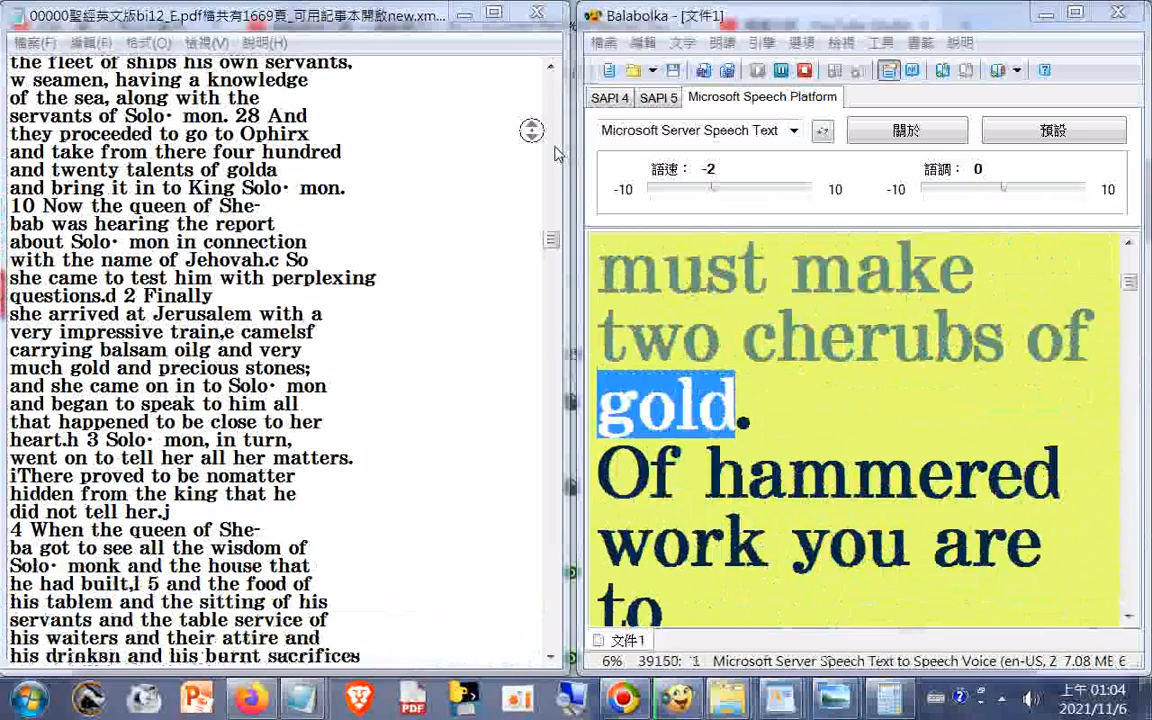 00000聖經英文版bi12_E.pdf檔共有1669頁_可用記事本開啟new.xm...
檔案(F) 編輯(E) 格式(O) 檢視(V) 說明(H)
the fleet of ships his own servants,
w seamen, having a knowledge
of the sea, along with the
servants of Solo· mon. 28 And
they proceeded to go to Ophirx
and take from there four hundred
and twenty talents of golda
and bring it in to King Solo· mon.
10 Now the queen of She-
bab was hearing the report
about Solo· mon in connection
with the name of Jehovah.c So
she came to test him with perplexing
questions.d 2 Finally
she arrived at Jerusalem with a
very impressive train,e camelsf
carrying balsam oilg and very
much gold and precious stones;
and she came on in to Solo· mon
and began to speak to him all
that happened to be close to her
heart.h 3 Solo· mon, in turn,
went on to tell her all her matters.
iThere proved to be nomatter
hidden from the king that he
did not tell her.j
4 When the queen of She-
ba got to see all the wisdom of
Solo· monk and the house that
he had built,l 5 and the food of
his tablem and the sitting of his
servants and the table service of
his waiters and their attire and
his drinksn and his burnt sacrifices
Balabolka - [文件1]
檔案 編輯 文字 朗讀 引擎 選項 檢視 工具 書籤 說明
SAPI 4 SAPI 5 Microsoft Speech Platform
Microsoft Server Speech Text 關於 預設
語速: -2 語調: 0
-10 10 -10 10
must make
two cherubs of
gold.
Of hammered
work you are
to
文件1
6% 39150: 1 Microsoft Server Speech Text to Speech Voice (en-US, Z 7.08 MB 6
上午 01:04
2021/11/6